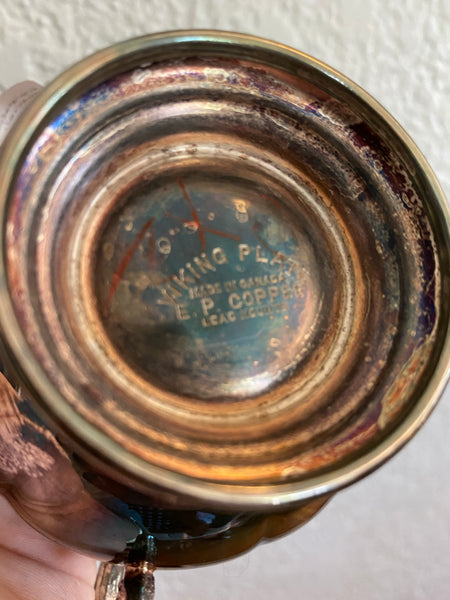 VIKING PLATE
MADE IN CANADA
E.P. COPPER
LEAD MOUNTS